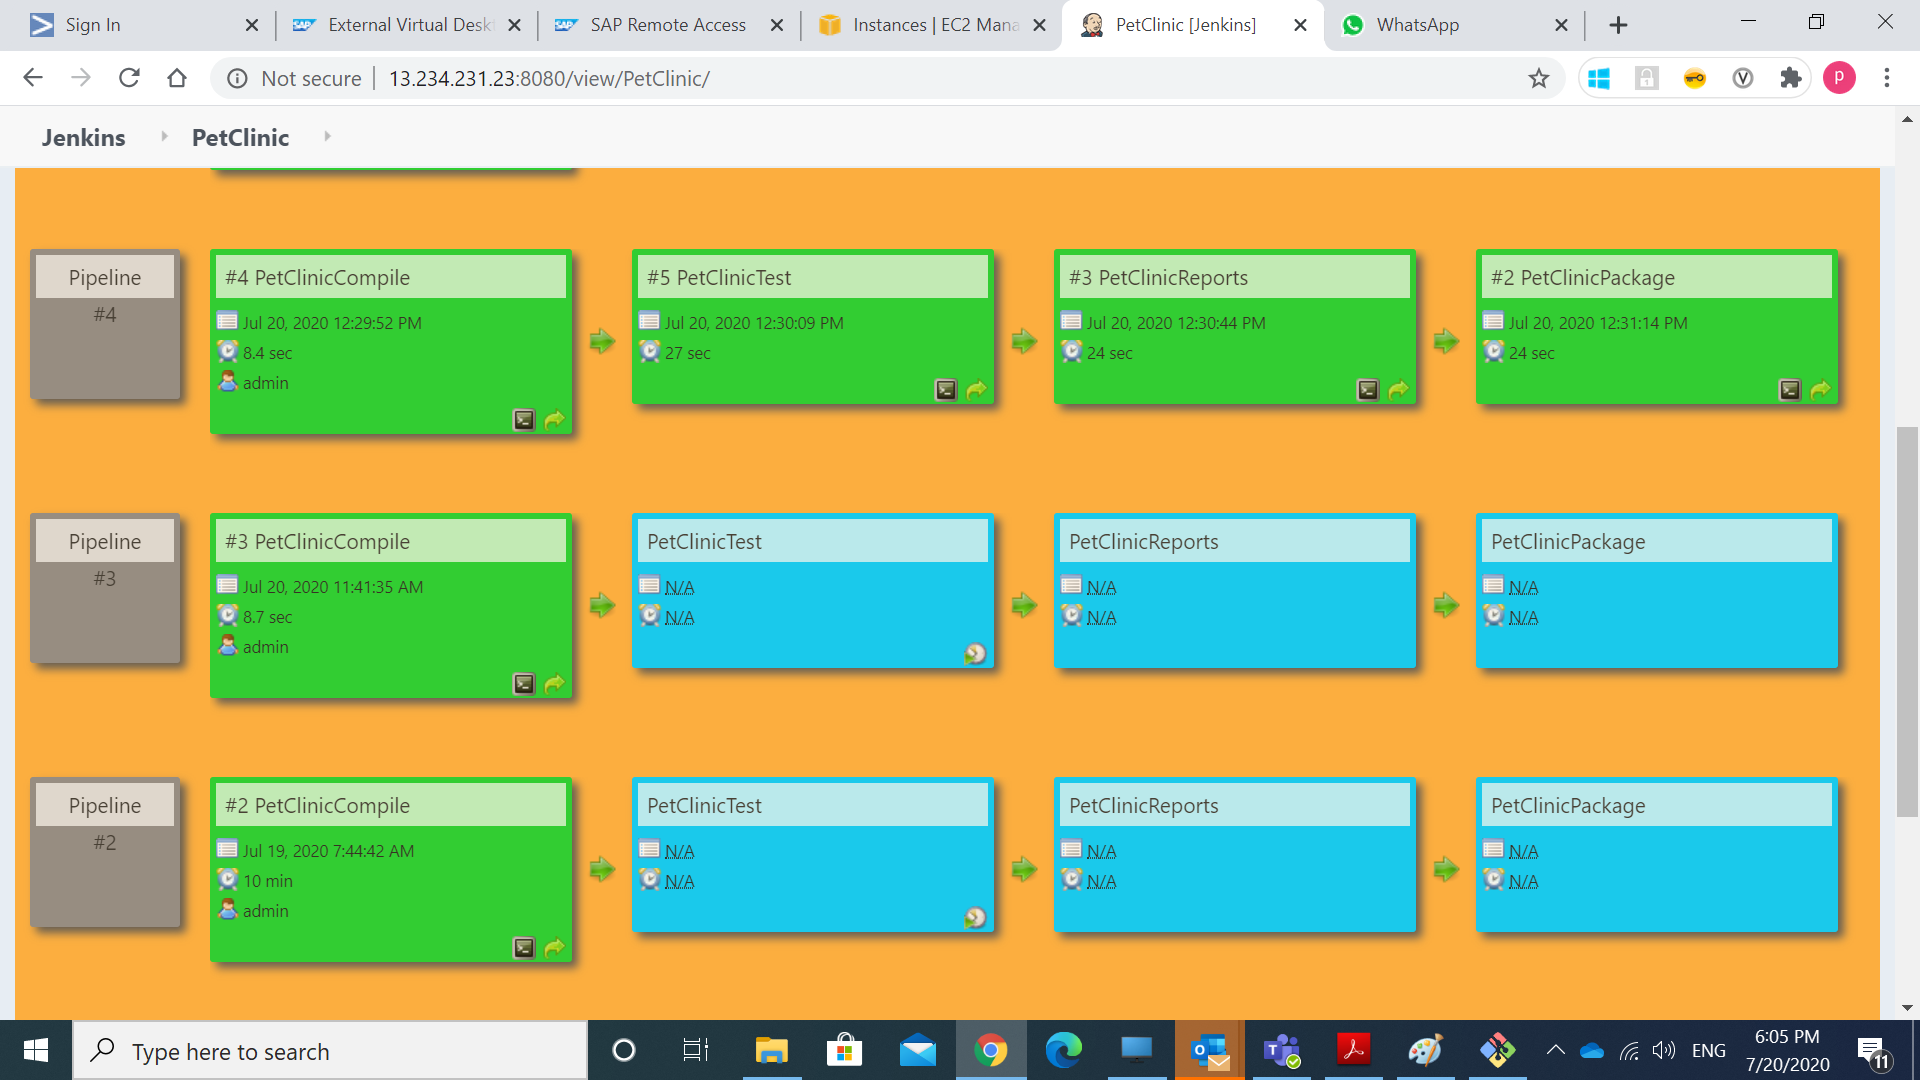 Sign In
External Virtual Desk
SAP Remote Access
Instances | EC2 Mana
PetClinic [Jenkins]
WhatsApp
Not secure
13.234.231.23:8080/view/PetClinic/
p
Jenkins
PetClinic
Pipeline
#4
#4 PetClinicCompile
Jul 20, 2020 12:29:52 PM
8.4 sec
admin
#5 PetClinicTest
Jul 20, 2020 12:30:09 PM
27 sec
#3 PetClinicReports
Jul 20, 2020 12:30:44 PM
24 sec
#2 PetClinicPackage
Jul 20, 2020 12:31:14 PM
24 sec
Pipeline
#3
#3 PetClinicCompile
Jul 20, 2020 11:41:35 AM
8.7 sec
admin
PetClinicTest
N/A
N/A
PetClinicReports
N/A
N/A
PetClinicPackage
N/A
N/A
Pipeline
#2
#2 PetClinicCompile
Jul 19, 2020 7:44:42 AM
10 min
admin
PetClinicTest
N/A
N/A
PetClinicReports
N/A
N/A
PetClinicPackage
N/A
N/A
Type here to search
ENG
6:05 PM
7/20/2020
11